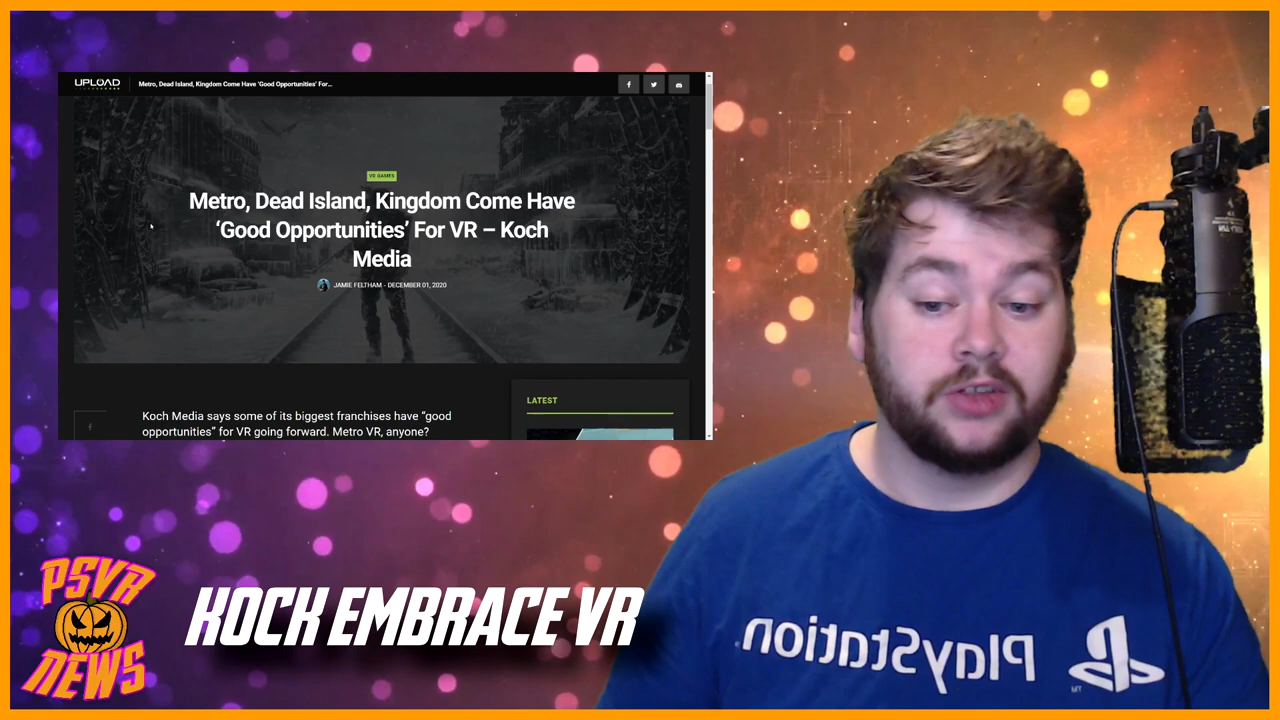 UPLOAD
Metro, Dead Island, Kingdom Come Have ‘Good Opportunities’ For...
VR GAMES
Metro, Dead Island, Kingdom Come Have
‘Good Opportunities’ For VR – Koch
Media
JAMIE FELTHAM - DECEMBER 01, 2020
LATEST
Koch Media says some of its biggest franchises have “good
opportunities” for VR going forward. Metro VR, anyone?
PlayStation
TM
PSVR
NEWS
KOCK EMBRACE VR